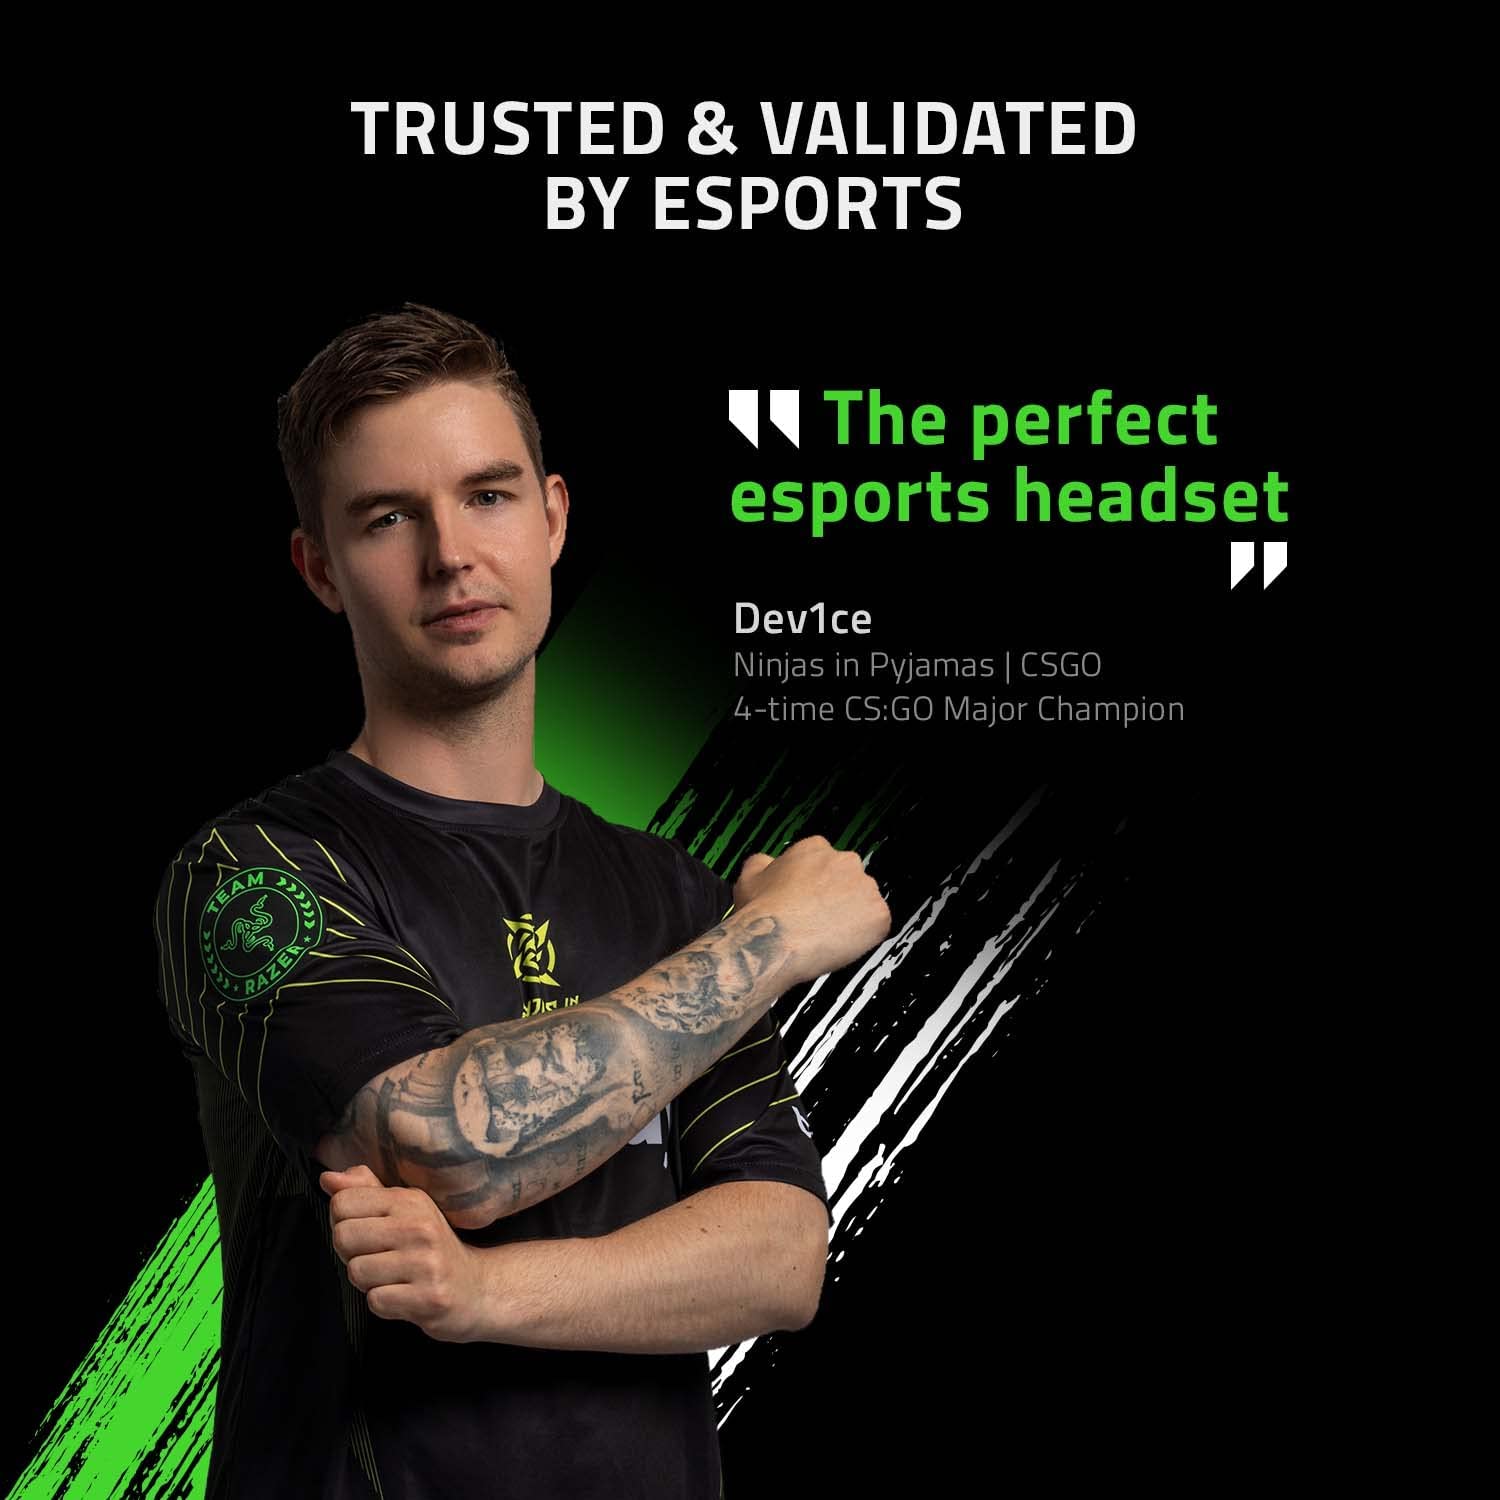 TRUSTED & VALIDATED
BY ESPORTS
The perfect
esports headset
Dev1ce
Ninjas in Pyjamas | CSGO
4-time CS:GO Major Champion
TEAM
RAZER